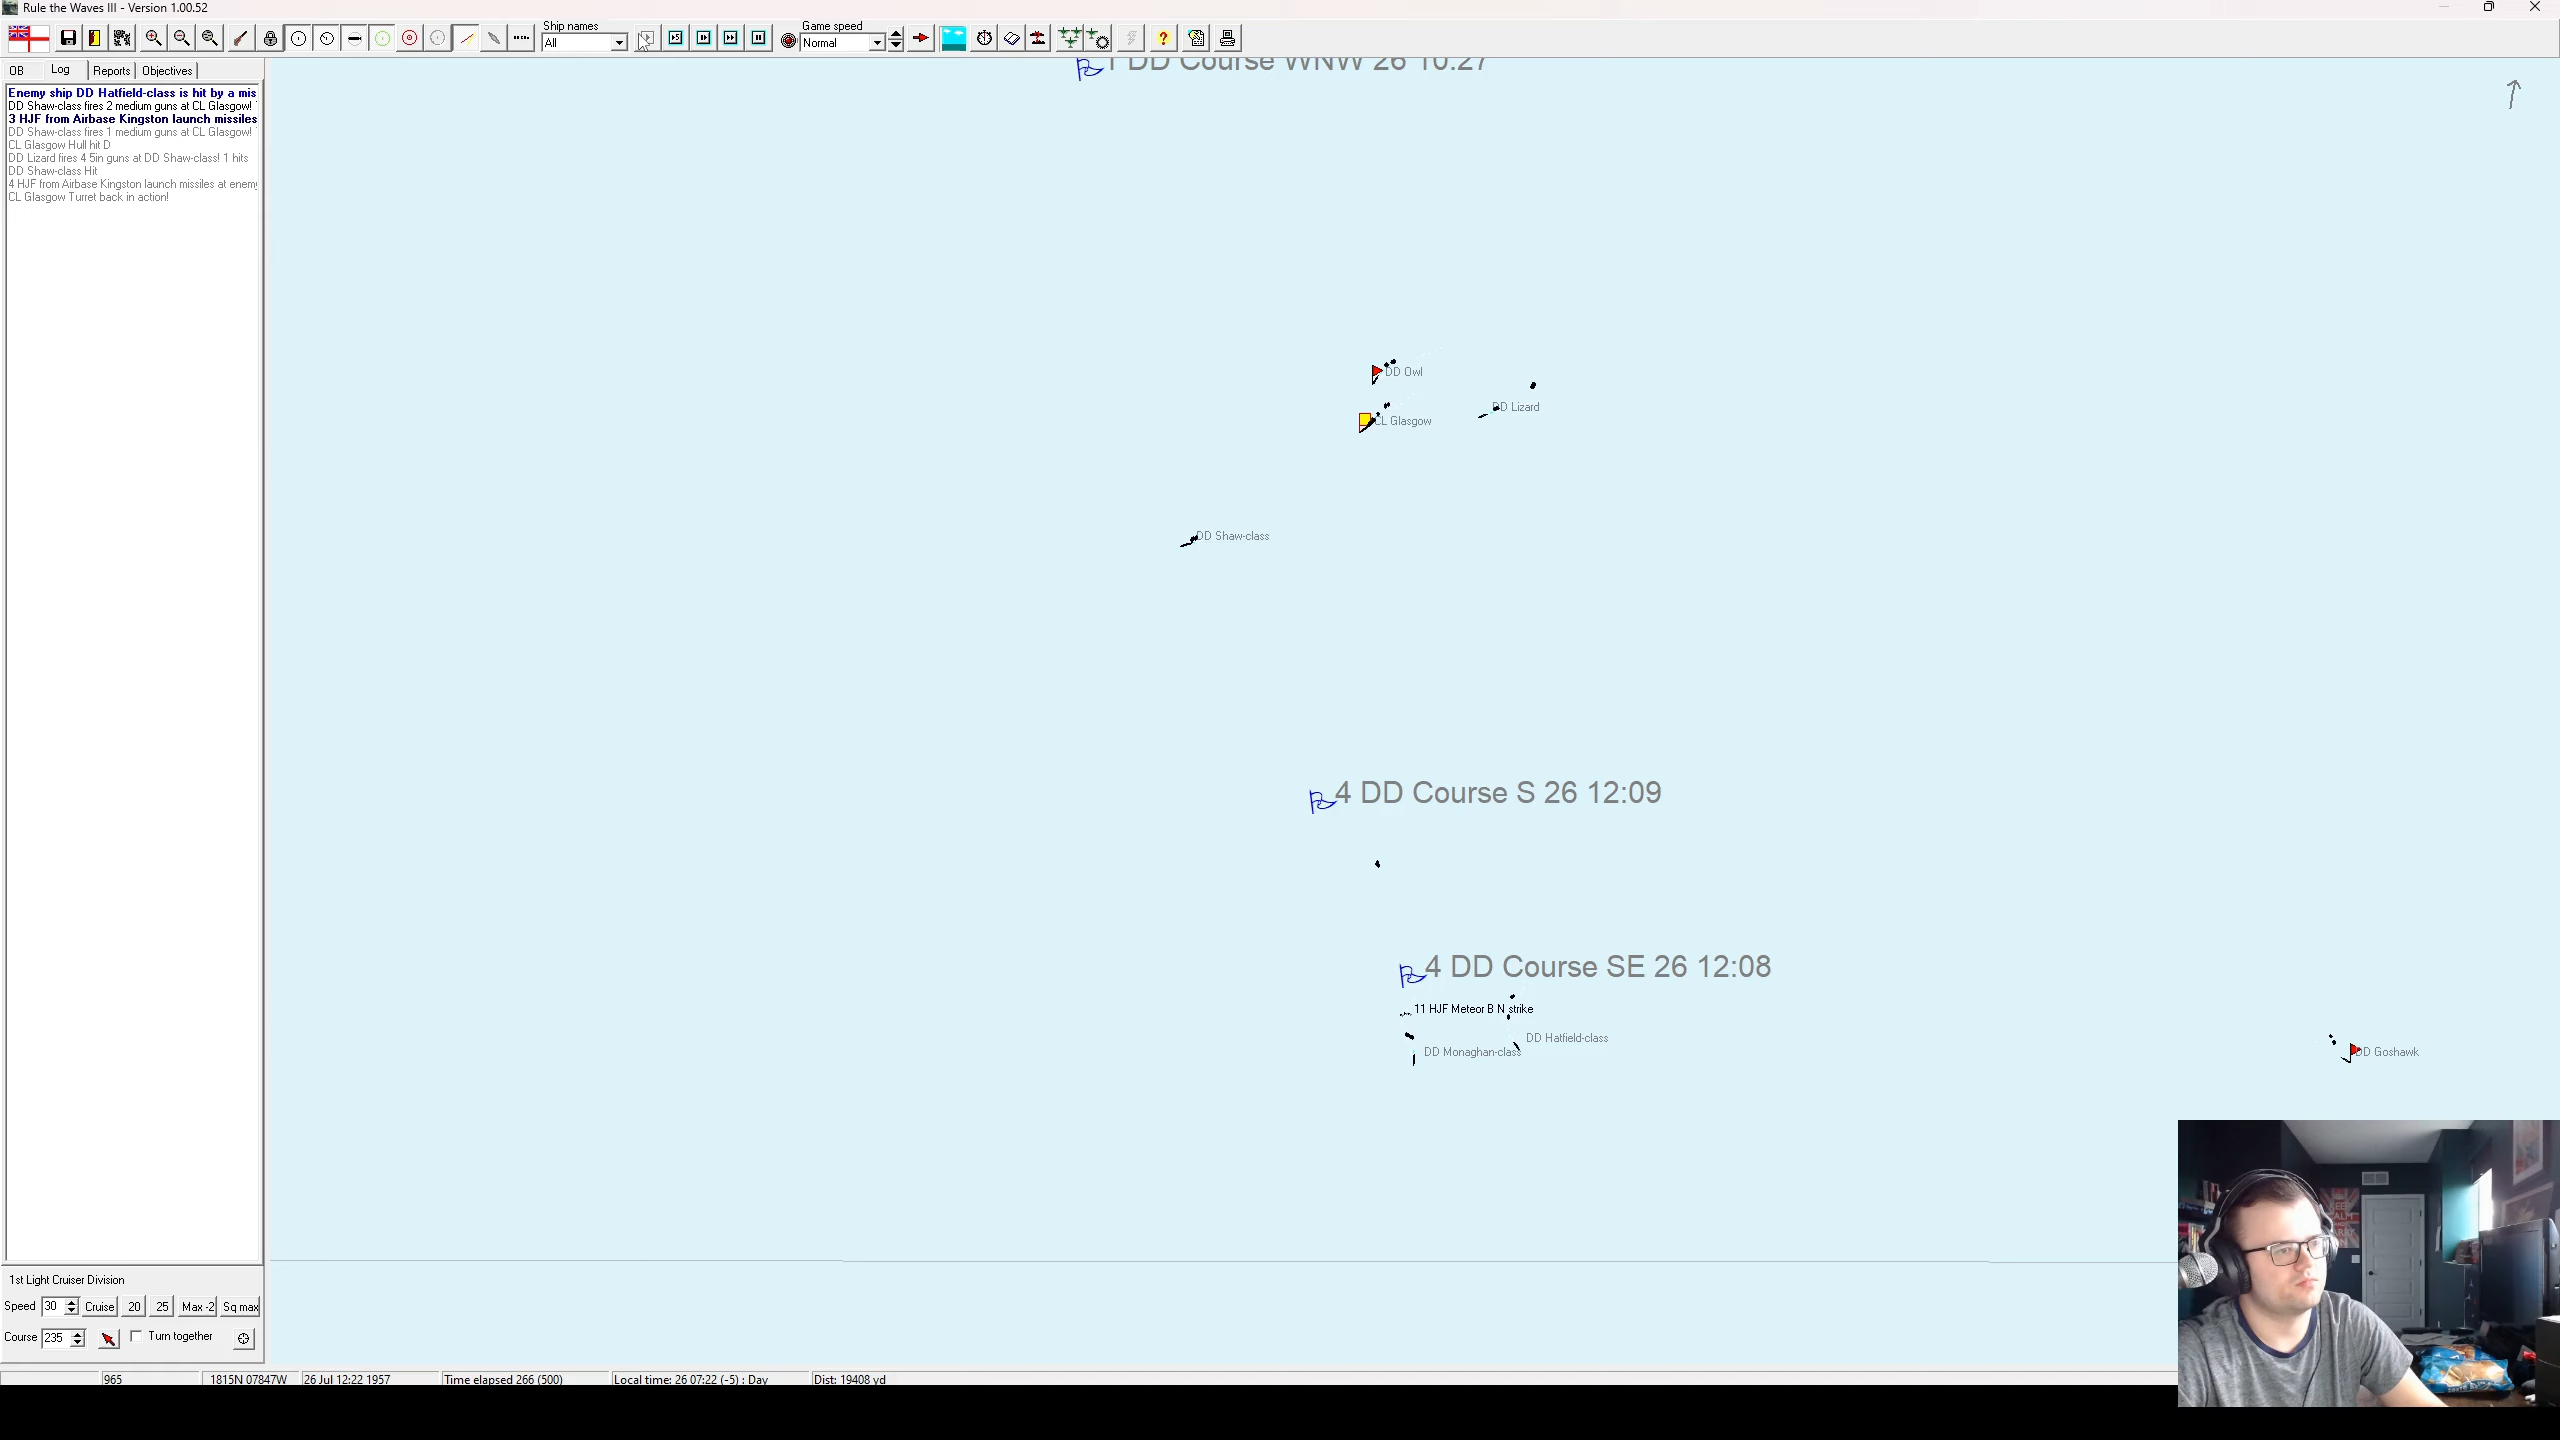 Rule the Waves III - Version 1.00.52
Ship names
All
Game speed
Normal
OB
Log
Reports
Objectives
Enemy ship DD Hatfield-class is hit by a mis
DD Shaw-class fires 2 medium guns at CL Glasgow!
3 HJF from Airbase Kingston launch missiles
DD Shaw-class fires 1 medium guns at CL Glasgow!
CL Glasgow Hull hit D
DD Lizard fires 4 5in guns at DD Shaw-class! 1 hits
DD Shaw-class Hit
4 HJF from Airbase Kingston launch missiles at enemy
CL Glasgow Turret back in action!
1 DD Course WNW 26 10:27
DD Owl
DD Lizard
CL Glasgow
DD Shaw-class
4 DD Course S 26 12:09
4 DD Course SE 26 12:08
11 HJF Meteor B N strike
DD Hatfield-class
DD Monaghan-class
DD Goshawk
1st Light Cruiser Division
Speed 30 Cruise 20 25 Max -2 Sq max
Course 235 Turn together
965 1815N 07847W 26 Jul 12:22 1957 Time elapsed 266 (500) Local time: 26 07:22 (-5) : Day Dist: 19408 yd